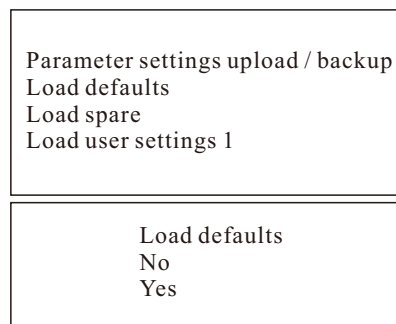 Parameter settings upload / backup
Load defaults
Load spare
Load user settings 1
Load defaults
No
Yes